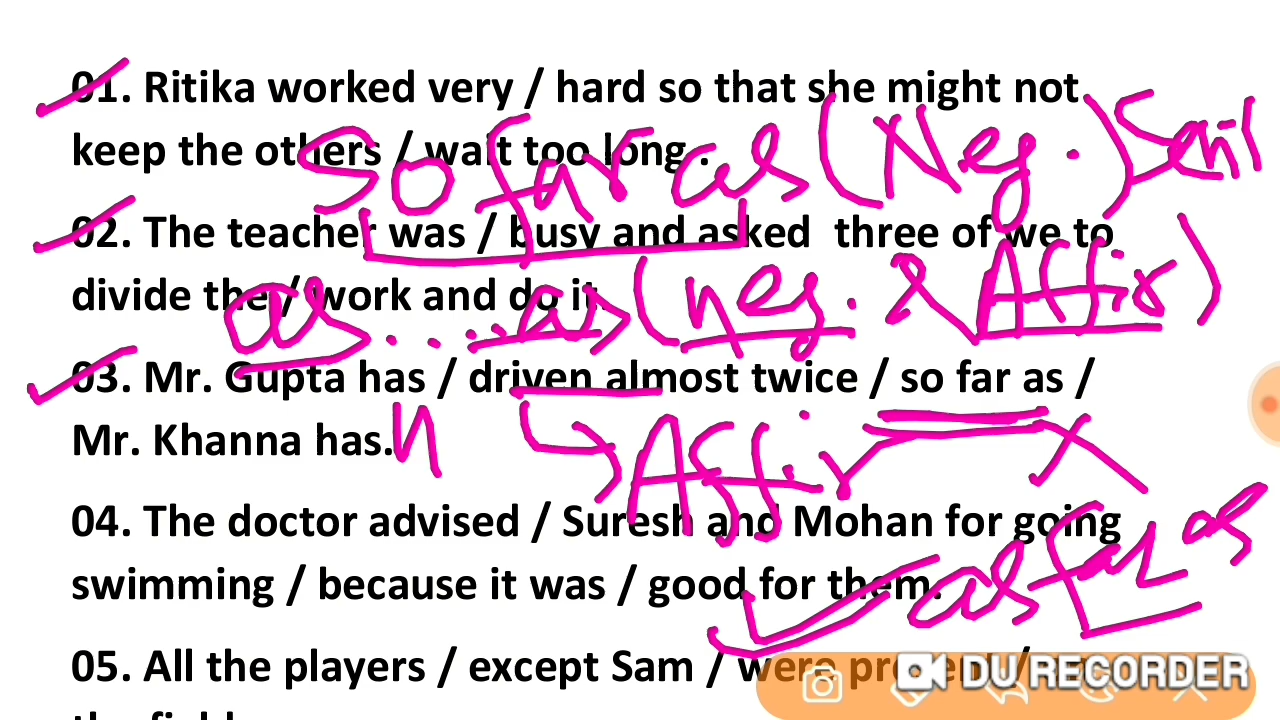 01. Ritika worked very / hard so that she might not
keep the others / wait too long .
So far as (Neg.) Sent
02. The teacher was / busy and asked three of we to
divide the / work and do it.
as....as (neg. & Affir)
03. Mr. Gupta has / driven almost twice / so far as /
Mr. Khanna has.
Affir
04. The doctor advised / Suresh and Mohan for going
swimming / because it was / good for them.
as far as
05. All the players / except Sam / were present/
DU RECORDER